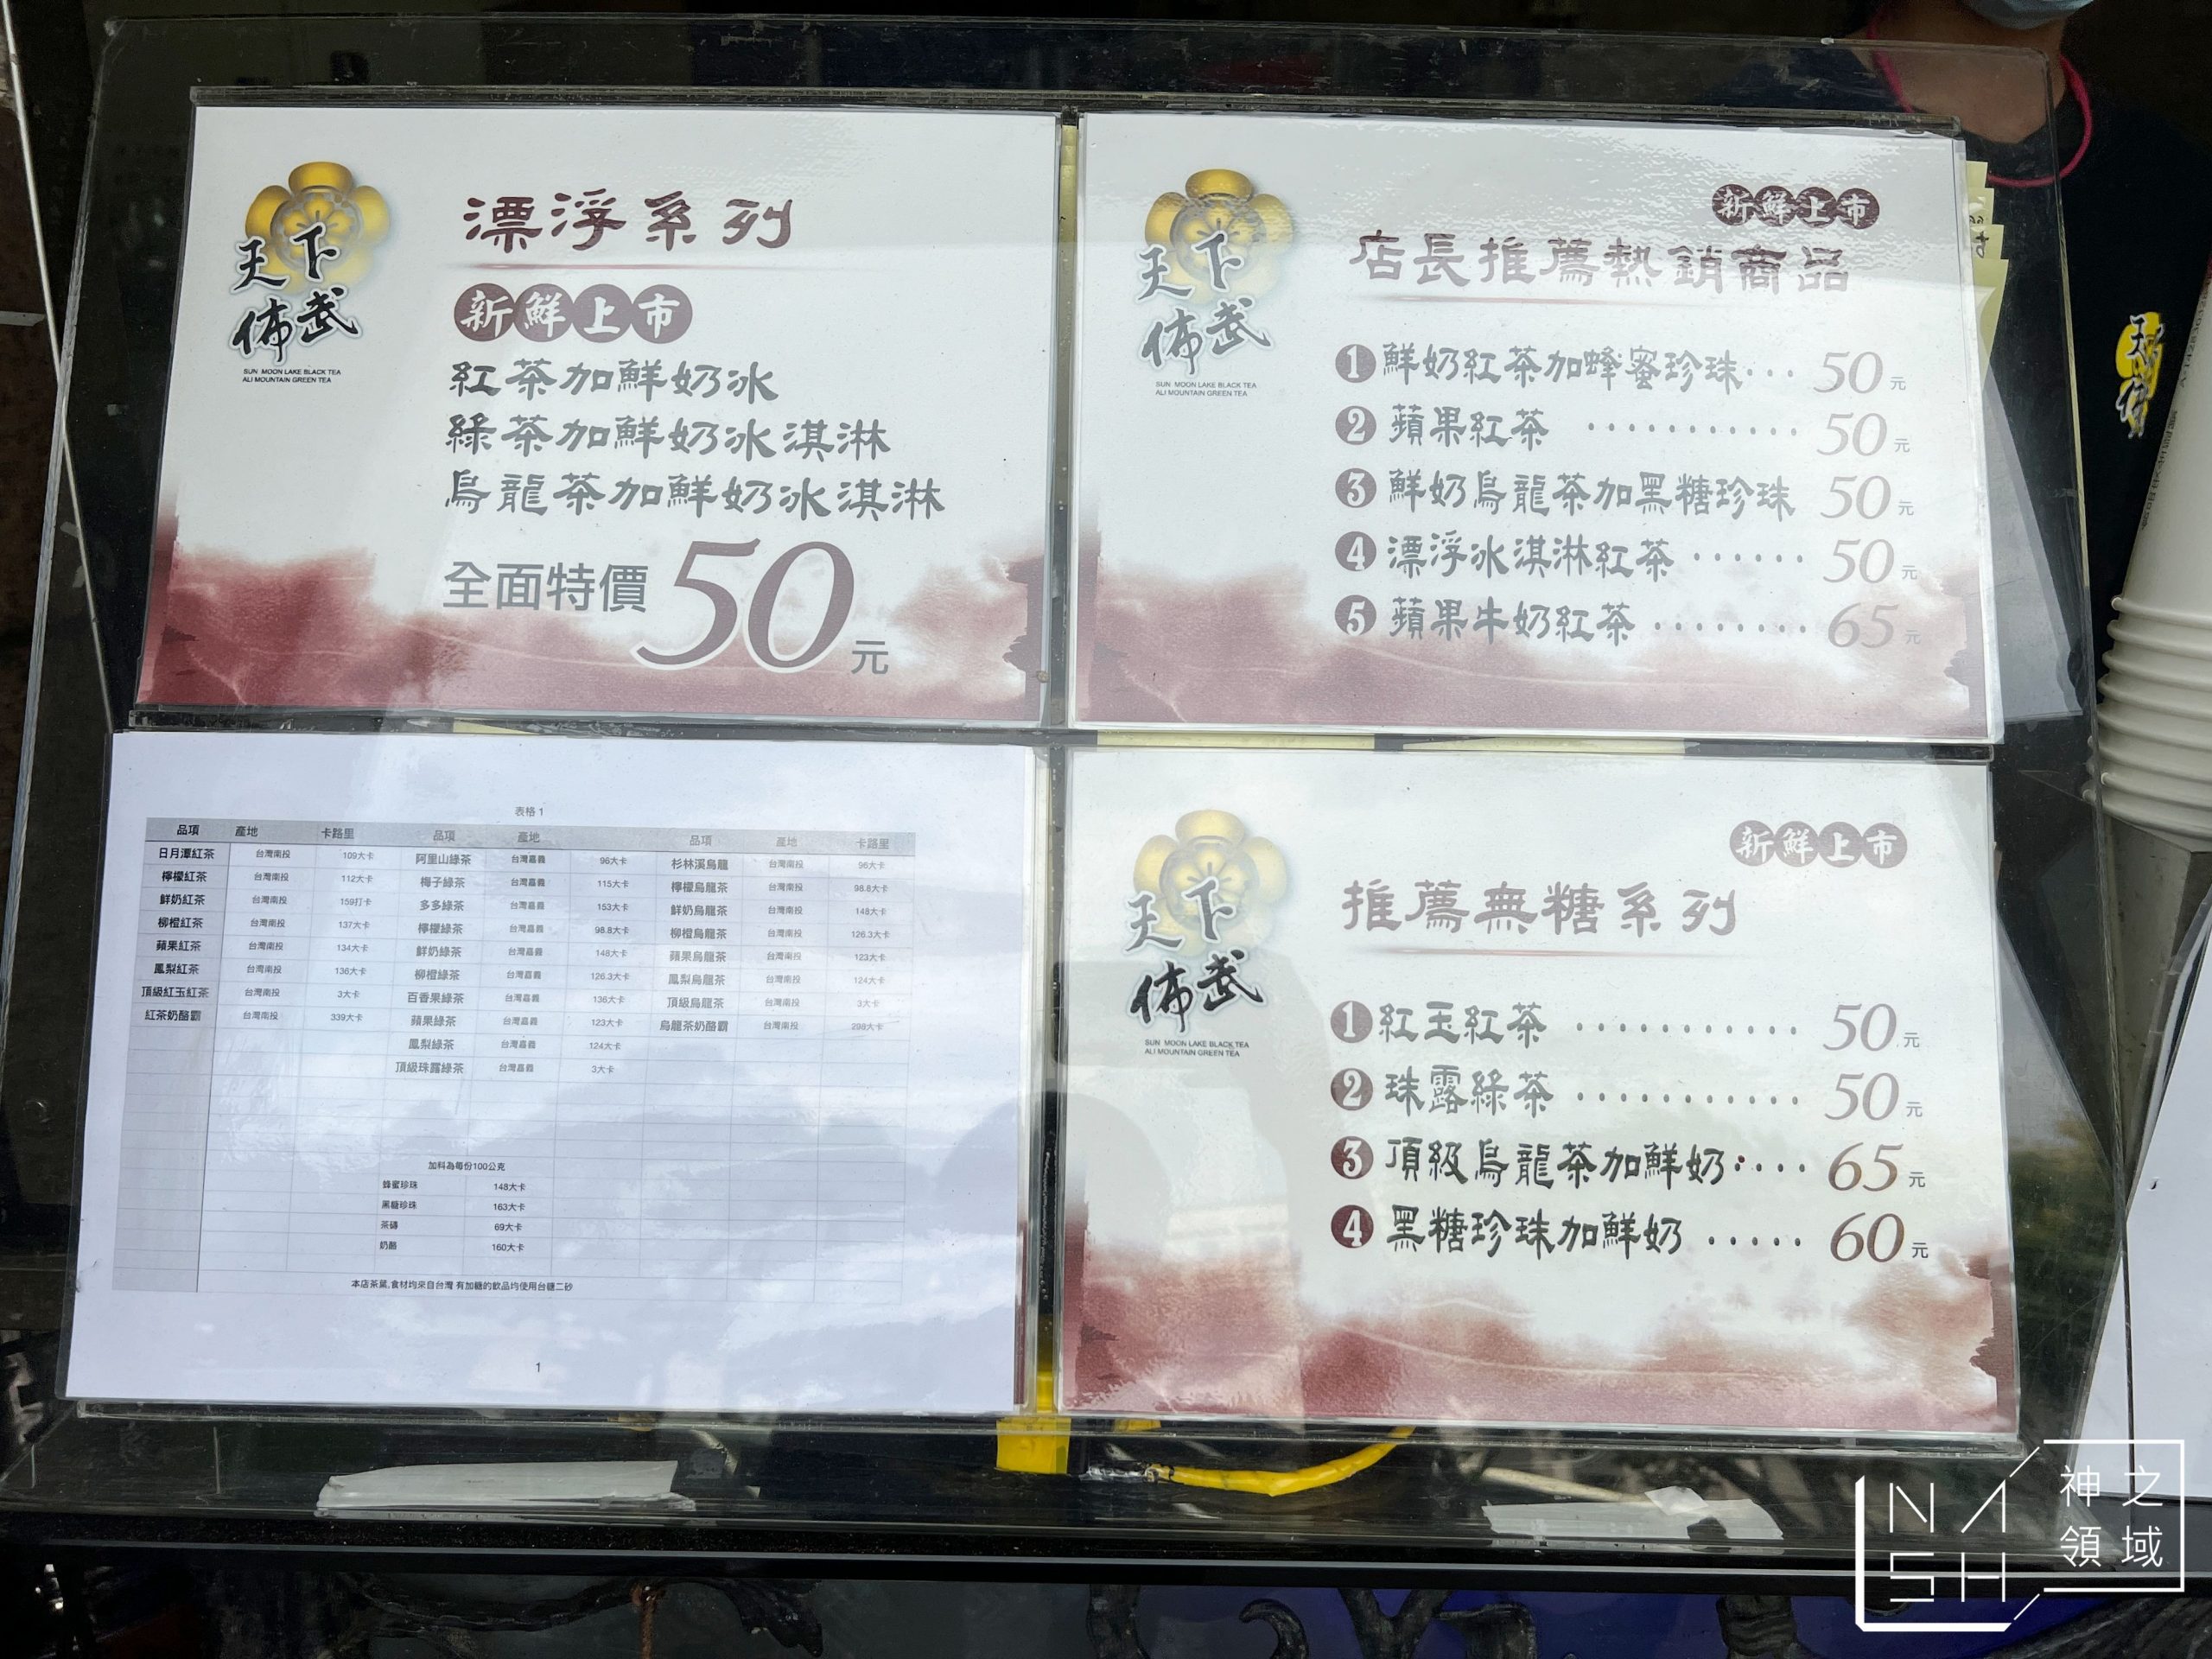 天下
佈武
SUN MOON LAKE BLACK TEA
ALI MOUNTAIN GREEN TEA
漂浮系列
新鮮上市
紅茶加鮮奶冰
綠茶加鮮奶冰淇淋
烏龍茶加鮮奶冰淇淋
全面特價50元
天下
佈武
SUN MOON LAKE BLACK TEA
ALI MOUNTAIN GREEN TEA
新鮮上市
店長推薦熱銷商品
1 鮮奶紅茶加蜂蜜珍珠··· 50元
2 蘋果紅茶 ··········· 50元
3 鮮奶烏龍茶加黑糖珍珠 50元
4 漂浮冰淇淋紅茶 ······ 50元
5 蘋果牛奶紅茶 ········ 65元
表格 1
品項 產地 卡路里 品項 產地 品項 產地 卡路里
日月潭紅茶 台灣南投 109大卡 阿里山綠茶 台灣嘉義 96大卡 杉林溪烏龍 台灣南投 96大卡
檸檬紅茶 台灣南投 112大卡 梅子綠茶 台灣嘉義 115大卡 檸檬烏龍茶 台灣南投 98.8大卡
鮮奶紅茶 台灣南投 159打卡 多多綠茶 台灣嘉義 153大卡 鮮奶烏龍茶 台灣南投 148大卡
柳橙紅茶 台灣南投 137大卡 檸檬綠茶 台灣嘉義 98.8大卡 柳橙烏龍茶 台灣南投 126.3大卡
蘋果紅茶 台灣南投 134大卡 鮮奶綠茶 台灣嘉義 148大卡 蘋果烏龍茶 台灣南投 123大卡
鳳梨紅茶 台灣南投 136大卡 柳橙綠茶 台灣嘉義 126.3大卡 鳳梨烏龍茶 台灣南投 124大卡
頂級紅玉紅茶 台灣南投 3大卡 百香果綠茶 台灣嘉義 136大卡 頂級烏龍茶 台灣南投 3大卡
紅茶奶酪霸 台灣南投 339大卡 蘋果綠茶 台灣嘉義 123大卡 烏龍茶奶酪霸 台灣南投 298大卡
鳳梨綠茶 台灣嘉義 124大卡
頂級珠露綠茶 台灣嘉義 3大卡
加料為每份100公克
蜂蜜珍珠 148大卡
黑糖珍珠 163大卡
茶磚 69大卡
奶酪 160大卡
本店茶葉,食材均來自台灣 有加糖的飲品均使用台糖二砂
1
天下
佈武
SUN MOON LAKE BLACK TEA
ALI MOUNTAIN GREEN TEA
新鮮上市
推薦無糖系列
1 紅玉紅茶 ··········· 50元
2 珠露綠茶 ··········· 50元
3 頂級烏龍茶加鮮奶···· 65元
4 黑糖珍珠加鮮奶 ····· 60元
NASH
神之
領域